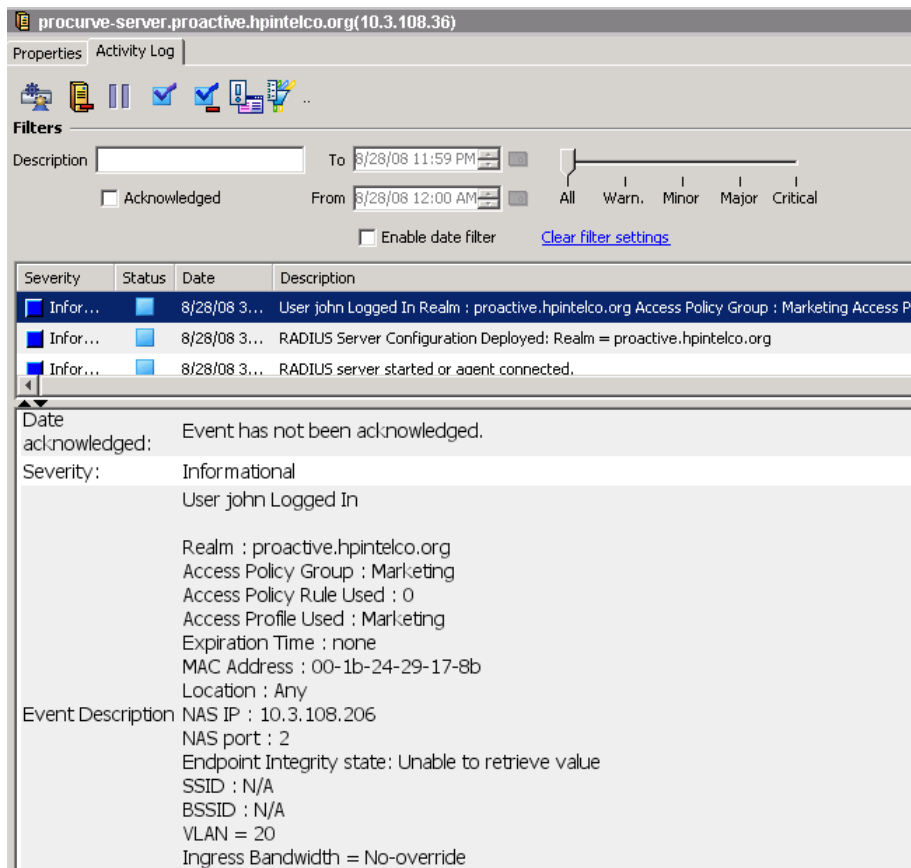 procurve-server.proactive.hpintelco.org(10.3.108.36)
Properties Activity Log
..
Filters
Description To 8/28/08 11:59 PM
Acknowledged From 8/28/08 12:00 AM
All Warn. Minor Major Critical
Enable date filter Clear filter settings
Severity Status Date Description
Infor... 8/28/08 3... User john Logged In Realm : proactive.hpintelco.org Access Policy Group : Marketing Access P
Infor... 8/28/08 3... RADIUS Server Configuration Deployed: Realm = proactive.hpintelco.org
Infor... 8/28/08 3... RADIUS server started or agent connected.
Date acknowledged: Event has not been acknowledged.
Severity: Informational
Event Description
User john Logged In
Realm : proactive.hpintelco.org
Access Policy Group : Marketing
Access Policy Rule Used : 0
Access Profile Used : Marketing
Expiration Time : none
MAC Address : 00-1b-24-29-17-8b
Location : Any
NAS IP : 10.3.108.206
NAS port : 2
Endpoint Integrity state: Unable to retrieve value
SSID : N/A
BSSID : N/A
VLAN = 20
Ingress Bandwidth = No-override